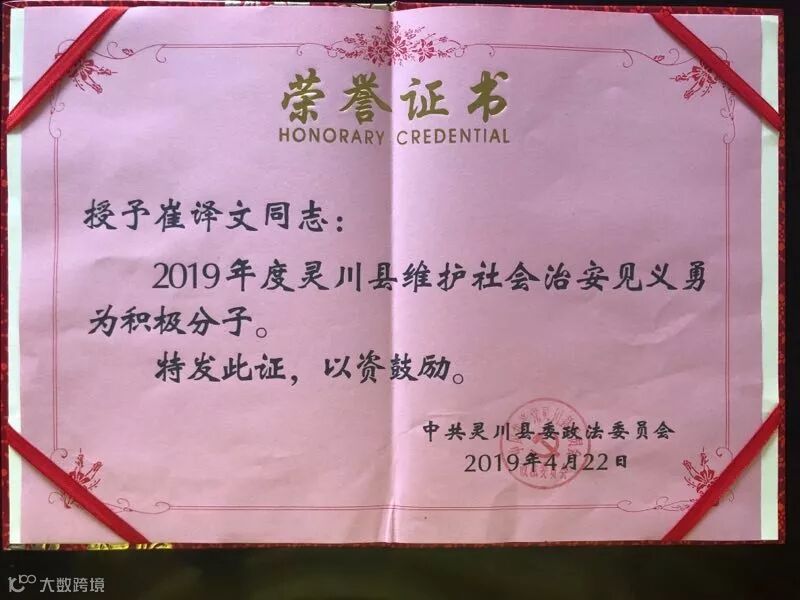 荣誉证书
HONORARY CREDENTIAL
授予崔译文同志：
2019年度灵川县维护社会治安见义勇
为积极分子。
特发此证，以资鼓励。
中共灵川县委政法委员会
2019年4月22日
大数跨境